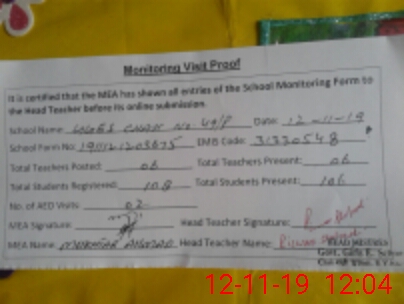 Monitoring Visit Proof
It is certified that the MEA has shown all entries of the School Monitoring Form to
the Head Teacher before its online submission.
School Name: No 49/P Date: 12-11-19
School Form No: EMIS Code: 31330548
Total Teachers Posted: 06 Total Teachers Present: 06
Total Students Registered: 108 Total Students Present: 106
No. of AEO Visits: 02
MEA Signature: Head Teacher Signature:
MEA Name: Head Teacher Name: Rizwan
12-11-19 12:04